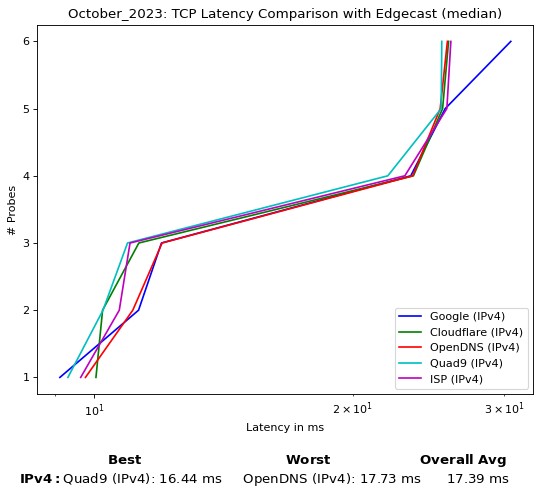 October_2023: TCP Latency Comparison with Edgecast (median)
# Probes
6
5
4
3
2
1
Google (IPv4)
Cloudflare (IPv4)
OpenDNS (IPv4)
Quad9 (IPv4)
ISP (IPv4)
10¹ 2 × 10¹ 3 × 10¹
Latency in ms
Best Worst Overall Avg
IPv4: Quad9 (IPv4): 16.44 ms OpenDNS (IPv4): 17.73 ms 17.39 ms